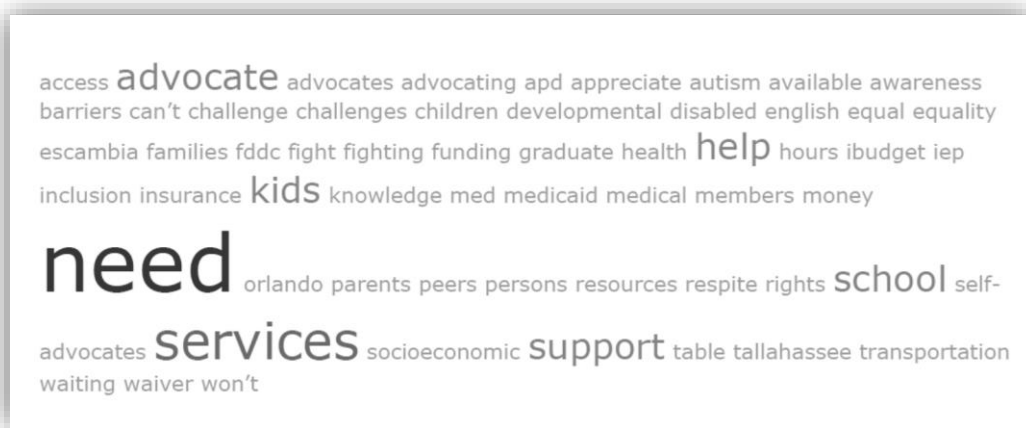 access advocate advocates advocating apd appreciate autism available awareness
barriers can’t challenge challenges children developmental disabled english equal equality
escambia families fddc fight fighting funding graduate health help hours ibudget iep
inclusion insurance kids knowledge med medicaid medical members money
need orlando parents peers persons resources respite rights school self-
advocates services socioeconomic support table tallahassee transportation
waiting waiver won’t